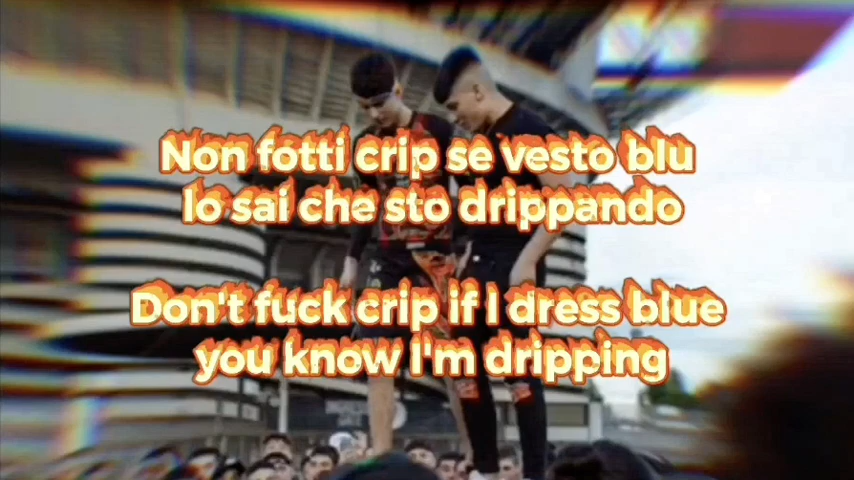 Non fotti crip se vesto blu
lo sai che sto drippando
Don't fuck crip if I dress blue
you know I'm dripping